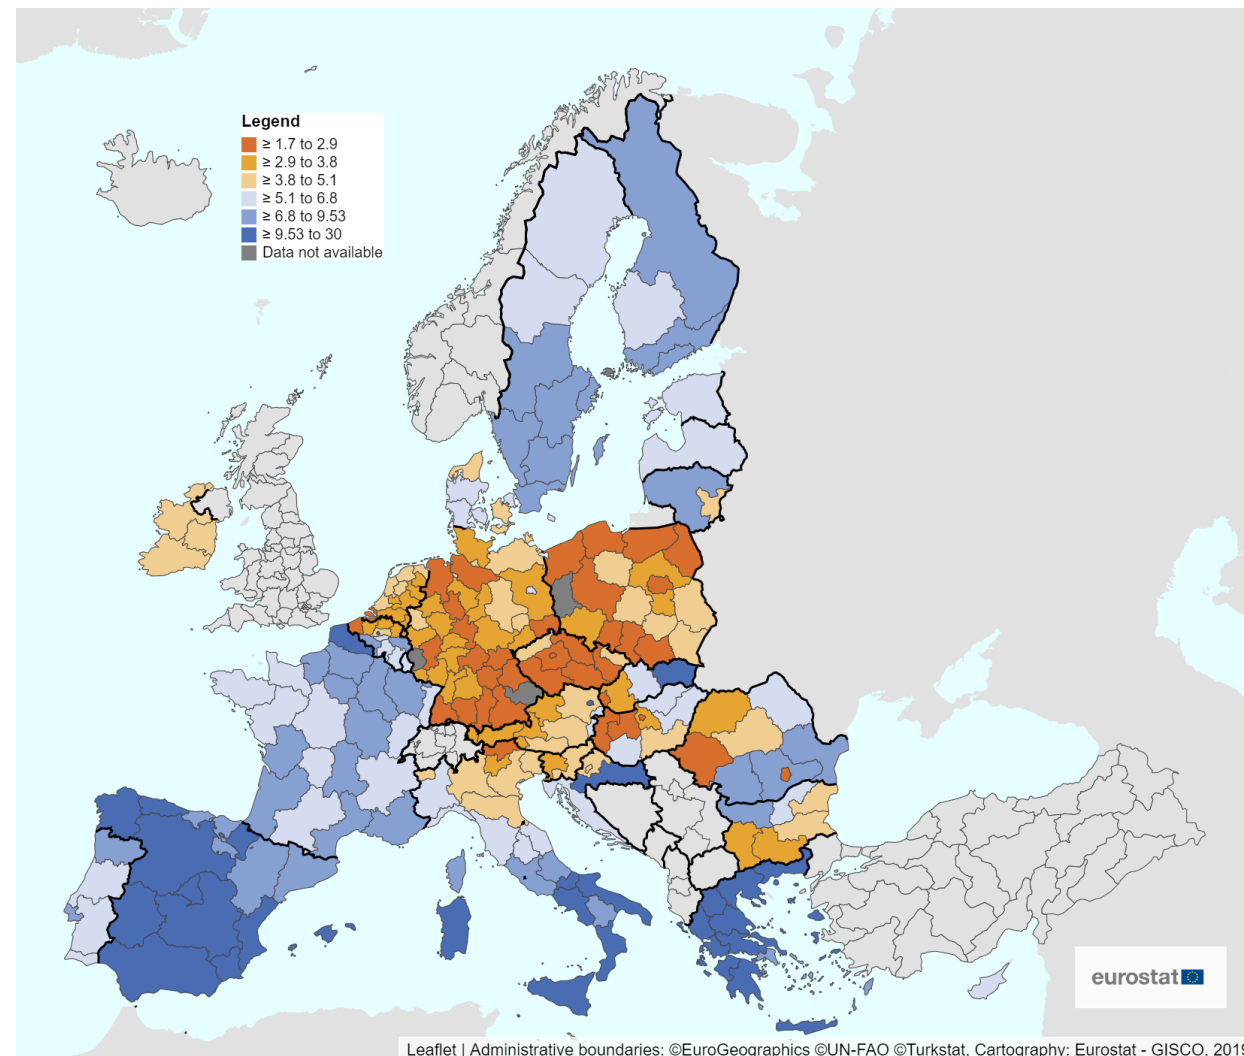 Legend
≥ 1.7 to 2.9
≥ 2.9 to 3.8
≥ 3.8 to 5.1
≥ 5.1 to 6.8
≥ 6.8 to 9.53
≥ 9.53 to 30
Data not available
eurostat
Leaflet | Administrative boundaries: ©EuroGeographics ©UN-FAO ©Turkstat, Cartography: Eurostat - GISCO, 2019